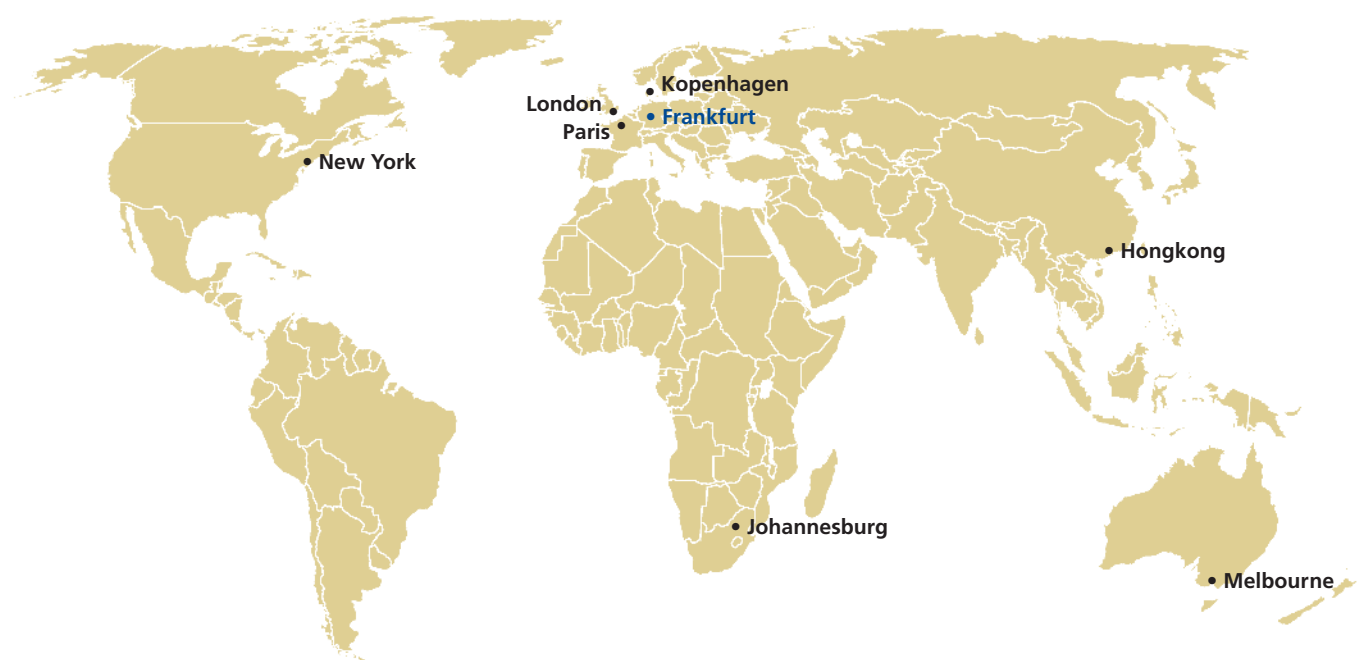 Kopenhagen
London
Frankfurt
Paris
New York
Hongkong
Johannesburg
Melbourne